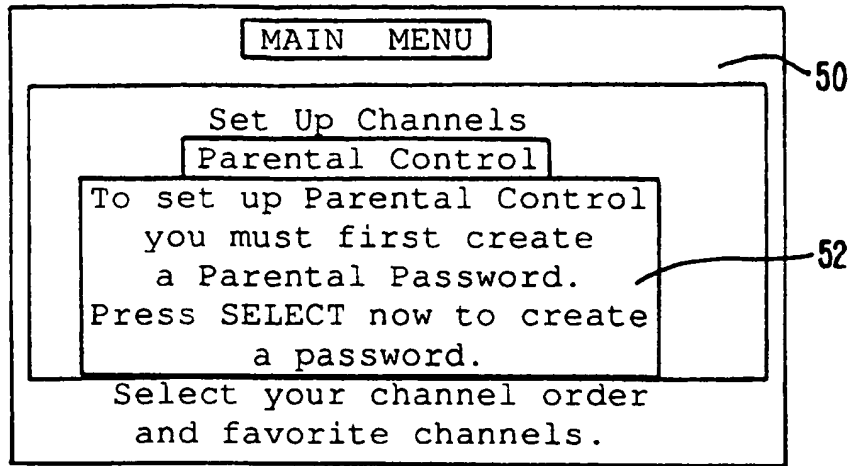 MAIN MENU
50
Set Up Channels
Parental Control
To set up Parental Control
you must first create
a Parental Password.
52
Press SELECT now to create
a password.
Select your channel order
and favorite channels.